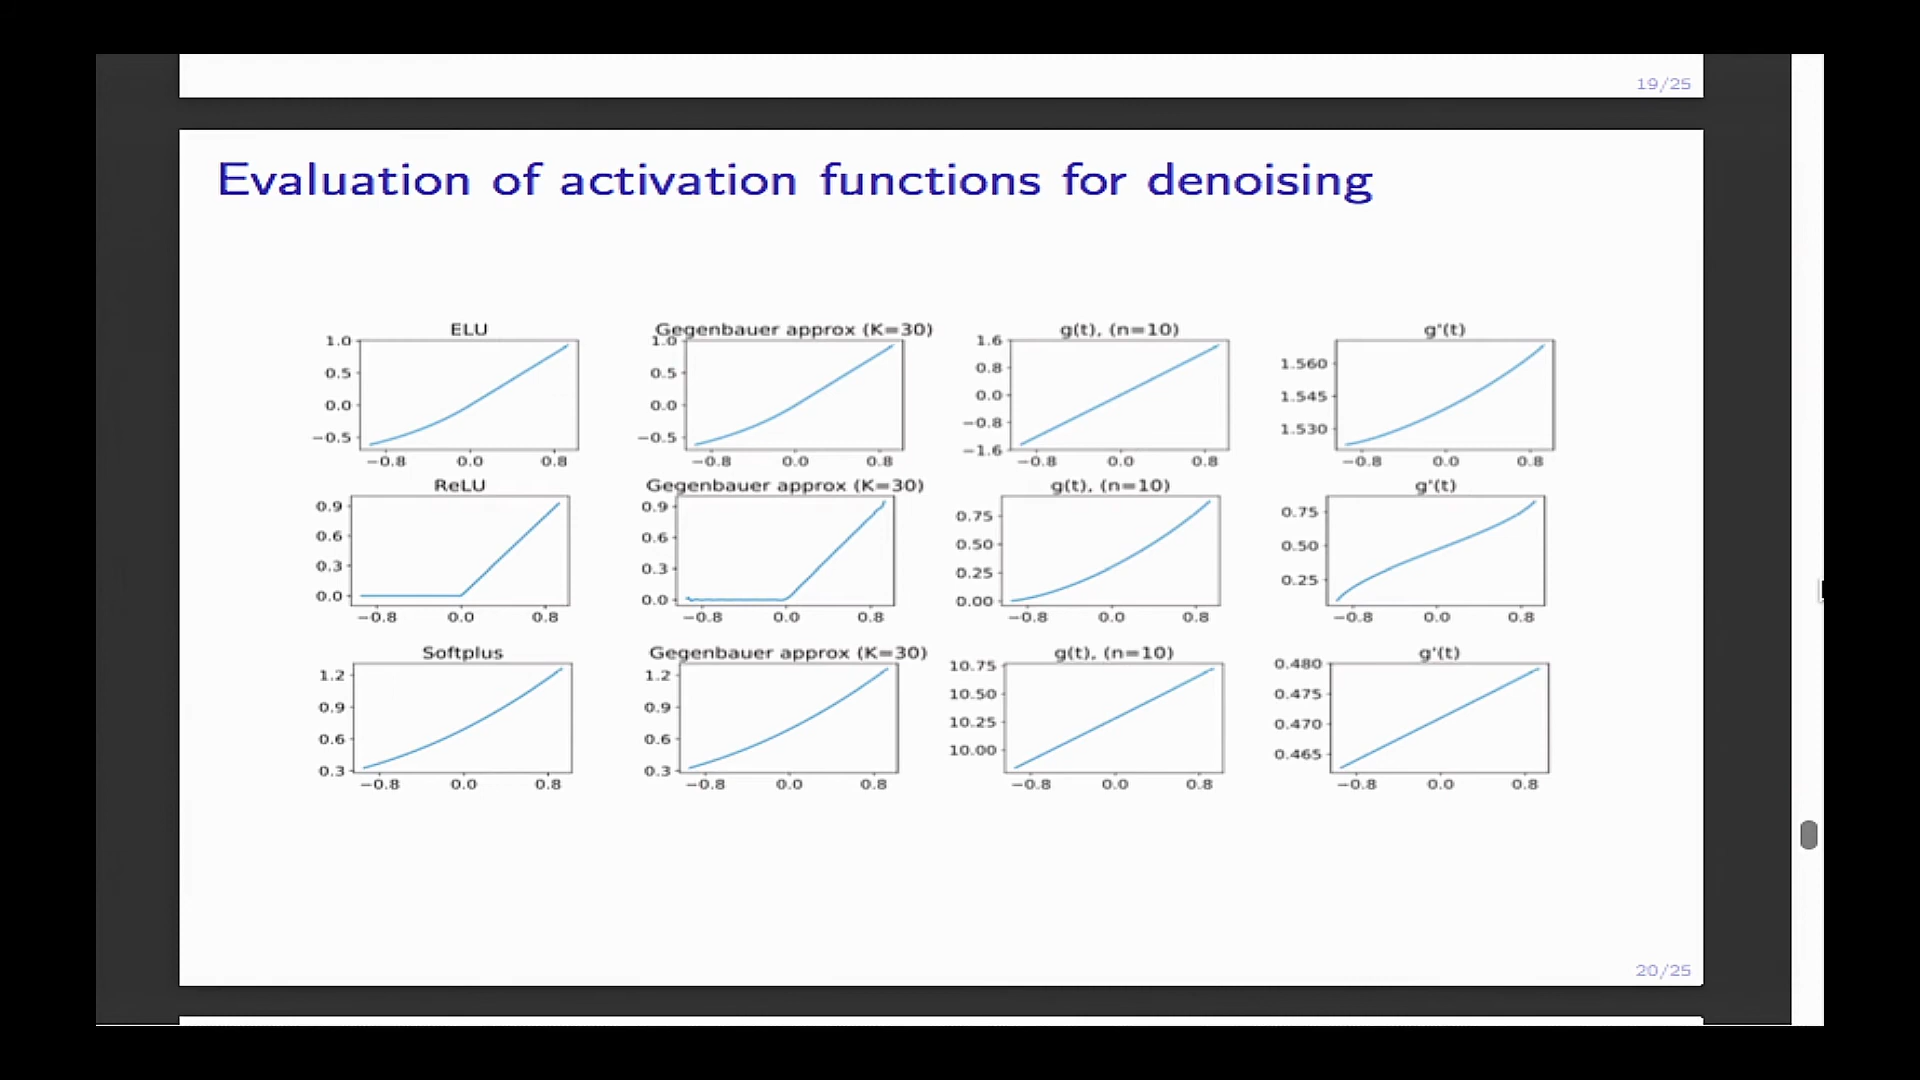 19/25
Evaluation of activation functions for denoising
ELU
1.0
0.5
0.0
−0.5
−0.8 0.0 0.8
Gegenbauer approx (K=30)
1.0
0.5
0.0
−0.5
−0.8 0.0 0.8
g(t), (n=10)
1.6
0.8
0.0
−0.8
−1.6
−0.8 0.0 0.8
g'(t)
1.560
1.545
1.530
−0.8 0.0 0.8
ReLU
0.9
0.6
0.3
0.0
−0.8 0.0 0.8
Gegenbauer approx (K=30)
0.9
0.6
0.3
0.0
−0.8 0.0 0.8
g(t), (n=10)
0.75
0.50
0.25
0.00
−0.8 0.0 0.8
g'(t)
0.75
0.50
0.25
−0.8 0.0 0.8
Softplus
1.2
0.9
0.6
0.3
−0.8 0.0 0.8
Gegenbauer approx (K=30)
1.2
0.9
0.6
0.3
−0.8 0.0 0.8
g(t), (n=10)
10.75
10.50
10.25
10.00
−0.8 0.0 0.8
g'(t)
0.480
0.475
0.470
0.465
−0.8 0.0 0.8
20/25